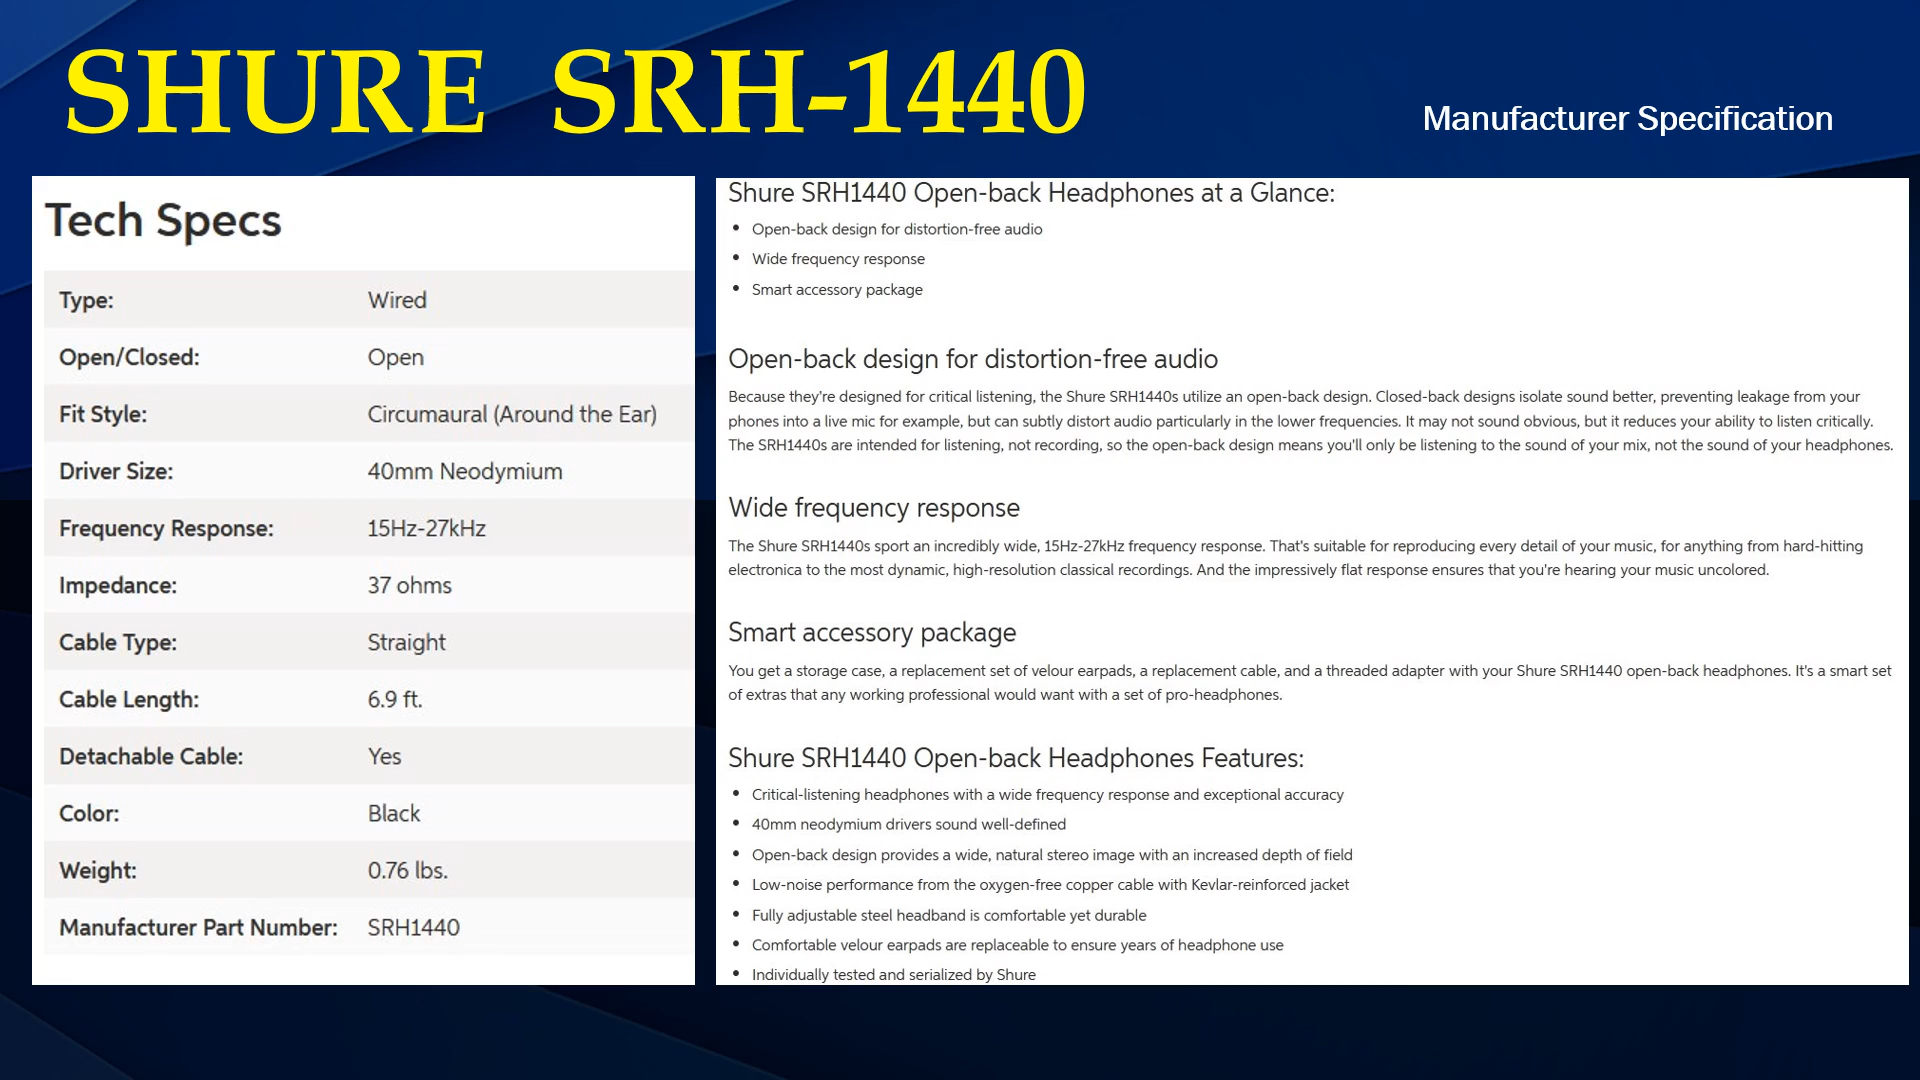 SHURE SRH-1440
Manufacturer Specification
Tech Specs
Type: Wired
Open/Closed: Open
Fit Style: Circumaural (Around the Ear)
Driver Size: 40mm Neodymium
Frequency Response: 15Hz-27kHz
Impedance: 37 ohms
Cable Type: Straight
Cable Length: 6.9 ft.
Detachable Cable: Yes
Color: Black
Weight: 0.76 lbs.
Manufacturer Part Number: SRH1440
Shure SRH1440 Open-back Headphones at a Glance:
• Open-back design for distortion-free audio
• Wide frequency response
• Smart accessory package
Open-back design for distortion-free audio
Because they're designed for critical listening, the Shure SRH1440s utilize an open-back design. Closed-back designs isolate sound better, preventing leakage from your
phones into a live mic for example, but can subtly distort audio particularly in the lower frequencies. It may not sound obvious, but it reduces your ability to listen critically.
The SRH1440s are intended for listening, not recording, so the open-back design means you'll only be listening to the sound of your mix, not the sound of your headphones.
Wide frequency response
The Shure SRH1440s sport an incredibly wide, 15Hz-27kHz frequency response. That's suitable for reproducing every detail of your music, for anything from hard-hitting
electronica to the most dynamic, high-resolution classical recordings. And the impressively flat response ensures that you're hearing your music uncolored.
Smart accessory package
You get a storage case, a replacement set of velour earpads, a replacement cable, and a threaded adapter with your Shure SRH1440 open-back headphones. It's a smart set
of extras that any working professional would want with a set of pro-headphones.
Shure SRH1440 Open-back Headphones Features:
• Critical-listening headphones with a wide frequency response and exceptional accuracy
• 40mm neodymium drivers sound well-defined
• Open-back design provides a wide, natural stereo image with an increased depth of field
• Low-noise performance from the oxygen-free copper cable with Kevlar-reinforced jacket
• Fully adjustable steel headband is comfortable yet durable
• Comfortable velour earpads are replaceable to ensure years of headphone use
• Individually tested and serialized by Shure